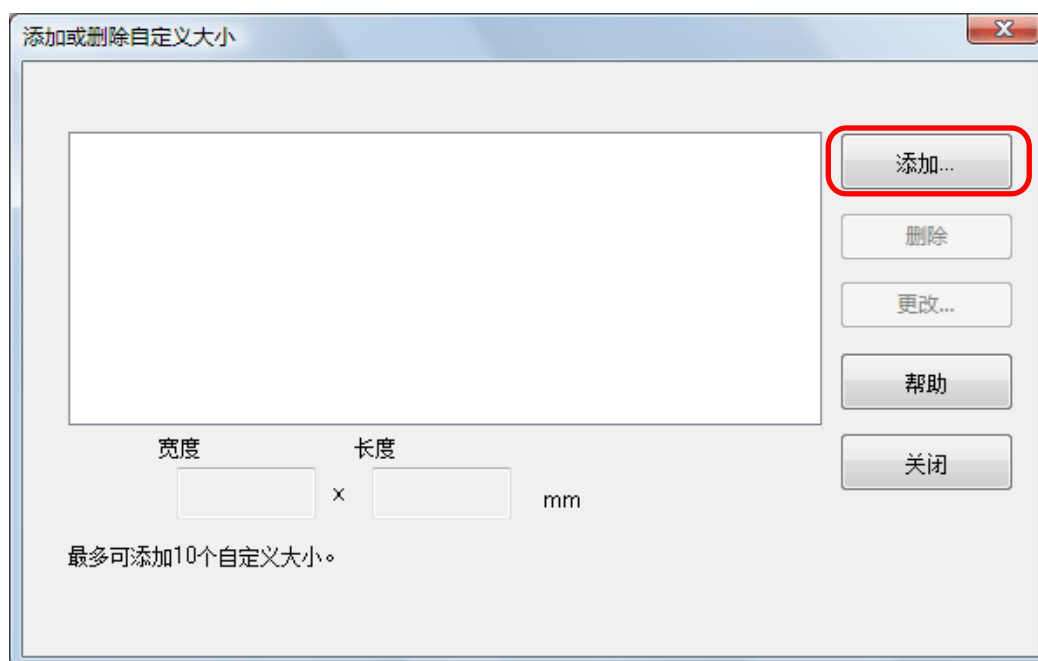 添加或删除自定义大小
添加...
删除
更改...
帮助
关闭
宽度 长度
x mm
最多可添加10个自定义大小。